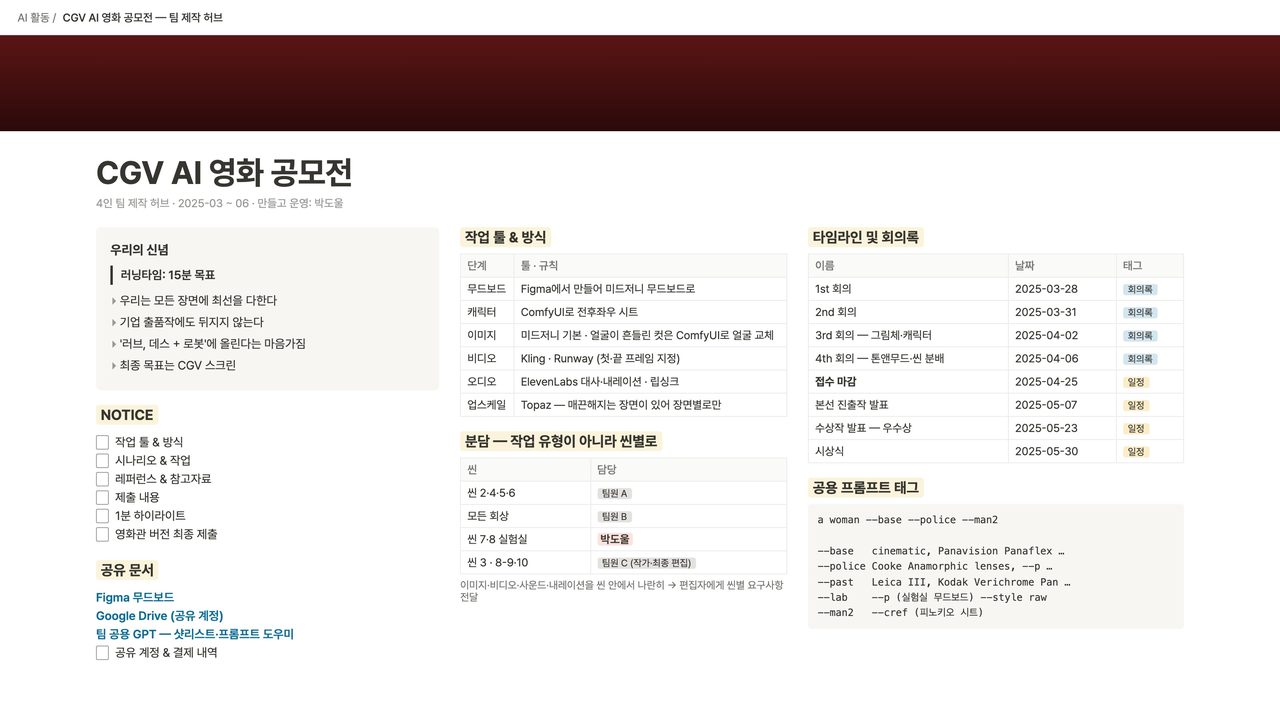 AI 활동 / CGV AI 영화 공모전 — 팀 제작 허브
CGV AI 영화 공모전
4인 팀 제작 허브 · 2025-03 ~ 06 · 만들고 운영: 박도울
우리의 신념
러닝타임: 15분 목표
우리는 모든 장면에 최선을 다한다
기업 출품작에도 뒤지지 않는다
'러브, 데스 + 로봇'에 올린다는 마음가짐
최종 목표는 CGV 스크린
NOTICE
작업 툴 & 방식
시나리오 & 작업
레퍼런스 & 참고자료
제출 내용
1분 하이라이트
영화관 버전 최종 제출
공유 문서
Figma 무드보드
Google Drive (공유 계정)
팀 공용 GPT — 샷리스트·프롬프트 도우미
공유 계정 & 결제 내역
작업 툴 & 방식
단계 툴 · 규칙
무드보드 Figma에서 만들어 미드저니 무드보드로
캐릭터 ComfyUI로 전후좌우 시트
이미지 미드저니 기본 · 얼굴이 흔들린 컷은 ComfyUI로 얼굴 교체
비디오 Kling · Runway (첫·끝 프레임 지정)
오디오 ElevenLabs 대사·내레이션 · 립싱크
업스케일 Topaz — 매끈해지는 장면이 있어 장면별로만
분담 — 작업 유형이 아니라 씬별로
씬 담당
씬 2·4·5·6 팀원 A
모든 회상 팀원 B
씬 7·8 실험실 박도울
씬 3 · 8-9-10 팀원 C (작가·최종 편집)
이미지·비디오·사운드·내레이션을 씬 안에서 나란히 → 편집자에게 씬별 요구사항
전달
타임라인 및 회의록
이름 날짜 태그
1st 회의 2025-03-28 회의록
2nd 회의 2025-03-31 회의록
3rd 회의 — 그림체·캐릭터 2025-04-02 회의록
4th 회의 — 톤앤무드·씬 분배 2025-04-06 회의록
접수 마감 2025-04-25 일정
본선 진출작 발표 2025-05-07 일정
수상작 발표 — 우수상 2025-05-23 일정
시상식 2025-05-30 일정
공용 프롬프트 태그
a woman --base --police --man2
--base cinematic, Panavision Panaflex …
--police Cooke Anamorphic lenses, --p …
--past Leica III, Kodak Verichrome Pan …
--lab --p (실험실 무드보드) --style raw
--man2 --cref (피노키오 시트)